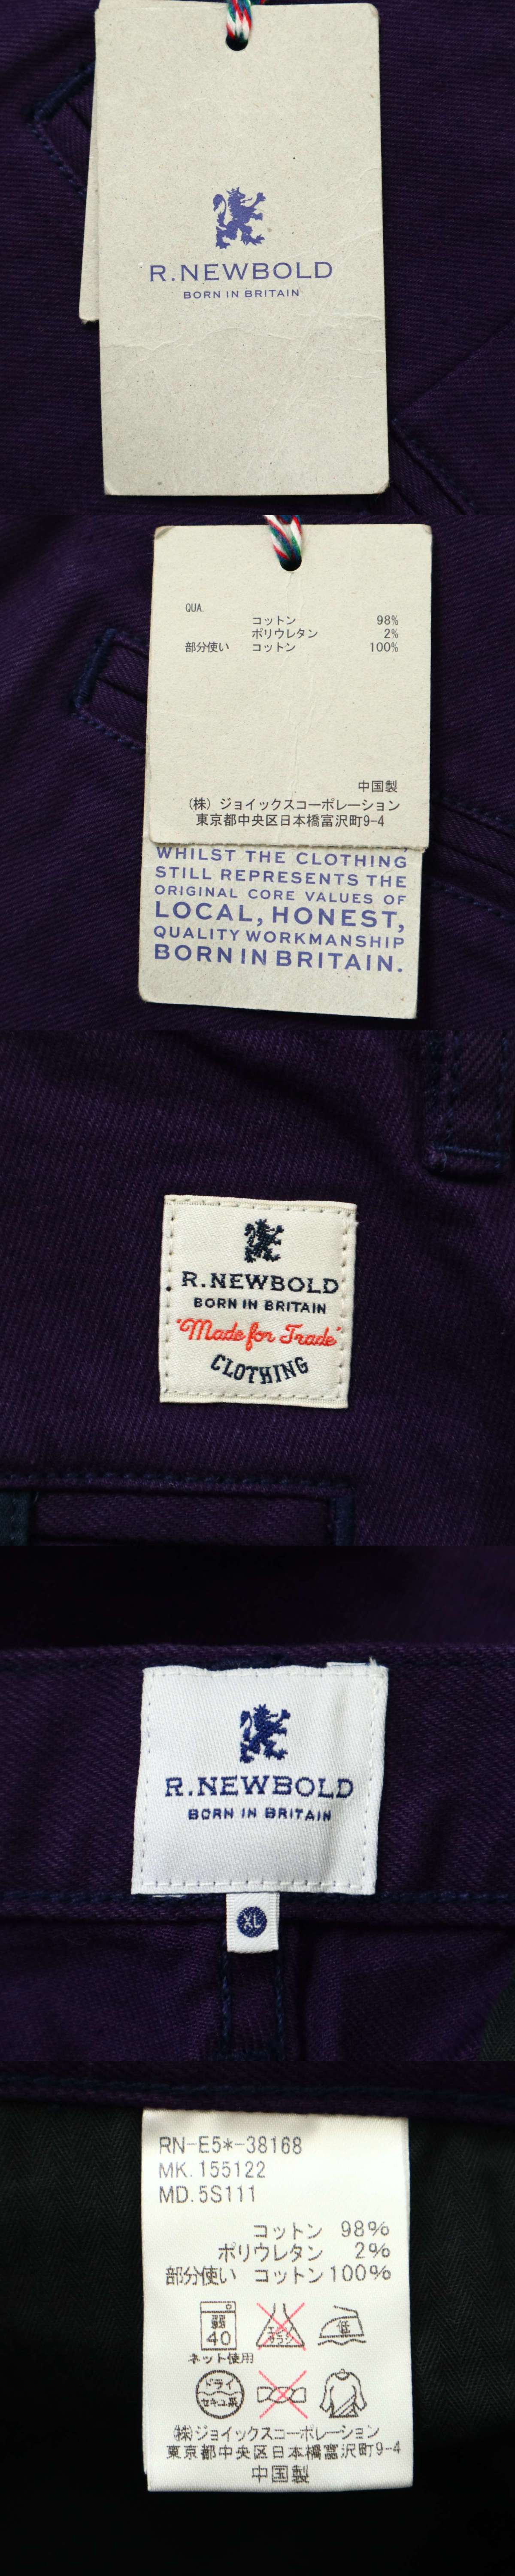 R.NEWBOLD
BORN IN BRITAIN
QUA.
コットン 98%
ポリウレタン 2%
部分使い コットン 100%
中国製
(株) ジョイックスコーポレーション
東京都中央区日本橋富沢町9-4
WHILST THE CLOTHING
STILL REPRESENTS THE
ORIGINAL CORE VALUES OF
LOCAL, HONEST,
QUALITY WORKMANSHIP
BORN IN BRITAIN.
R.NEWBOLD
BORN IN BRITAIN
"Made for Trade"
CLOTHING
R.NEWBOLD
BORN IN BRITAIN
XL
RN-E5*-38168
MK.155122
MD.5S111
コットン 98%
ポリウレタン 2%
部分使い コットン100%
弱
40
エンソ
サラシ
低
ネット使用
ドライ
セキユ系
(株)ジョイックスコーポレーション
東京都中央区日本橋富沢町9-4
中国製